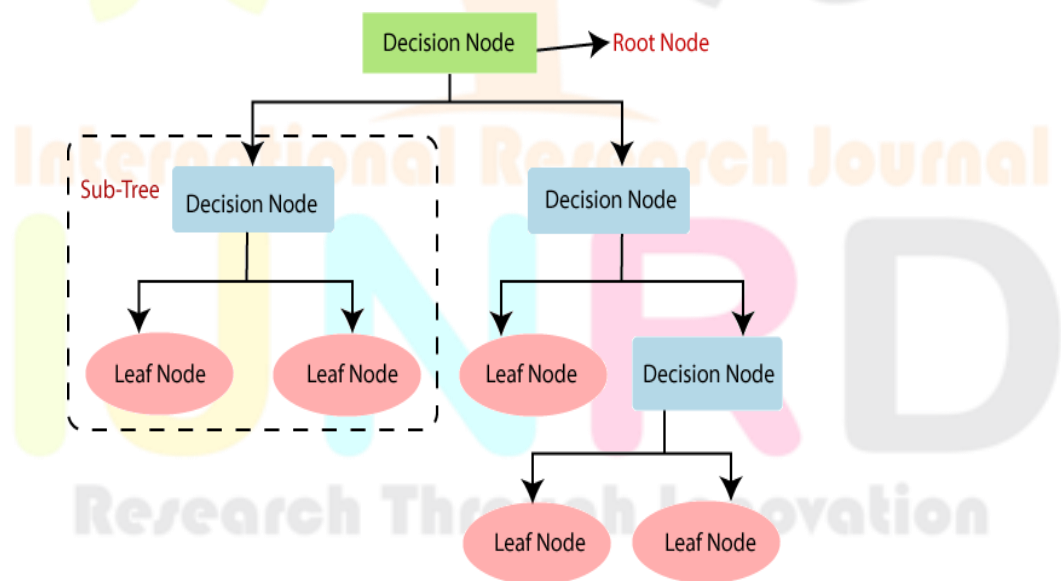 Decision Node
Root Node
International Research Journal
Sub-Tree
Decision Node
Decision Node
IJNRD
Leaf Node
Leaf Node
Leaf Node
Decision Node
Research Through Innovation
Leaf Node
Leaf Node